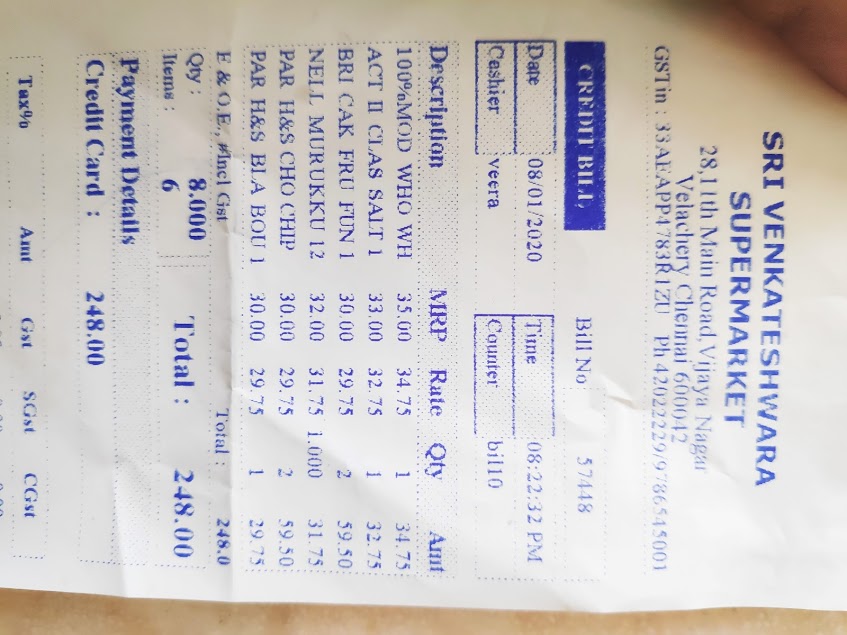 SRI VENKATESHWARA
SUPERMARKET
28,11th Main Road,Vijaya Nagar
Velachery Chennai 600042
GSTin : 33AEAPP4783R1ZU Ph 42022229/9786545001
CREDIT BILL Bill No 57448
Date 08/01/2020 Time 08:22:32 PM
Cashier veera Counter bil10
Description MRP Rate Qty Amt
100%MOD WHO WH 35.00 34.75 1 34.75
ACT II CLAS SALT 1 33.00 32.75 1 32.75
BRI CAK FRU FUN 1 30.00 29.75 2 59.50
NELL MURUKKU 12 32.00 31.75 1.000 31.75
PAR H&S CHO CHIP 30.00 29.75 2 59.50
PAR H&S BLA BOU 1 30.00 29.75 1 29.75
E & O.E., #Incl Gst Total : 248.0
Qty : 8.000
Items : 6
Total : 248.00
Payment Details
Credit Card : 248.00
Tax% Amt Gst SGst CGst